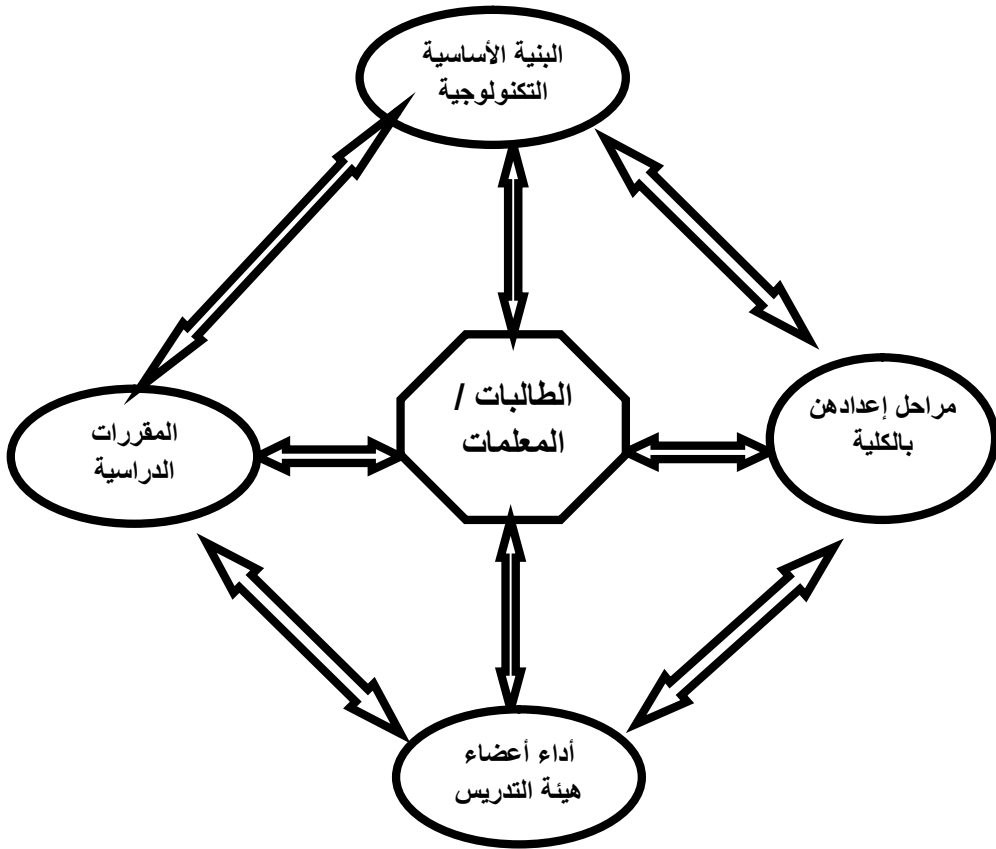 البنية الأساسية
التكنولوجية
الطالبات /
المعلمات
مراحل إعدادهن
بالكلية
المقررات
الدراسية
أداء أعضاء
هيئة التدريس